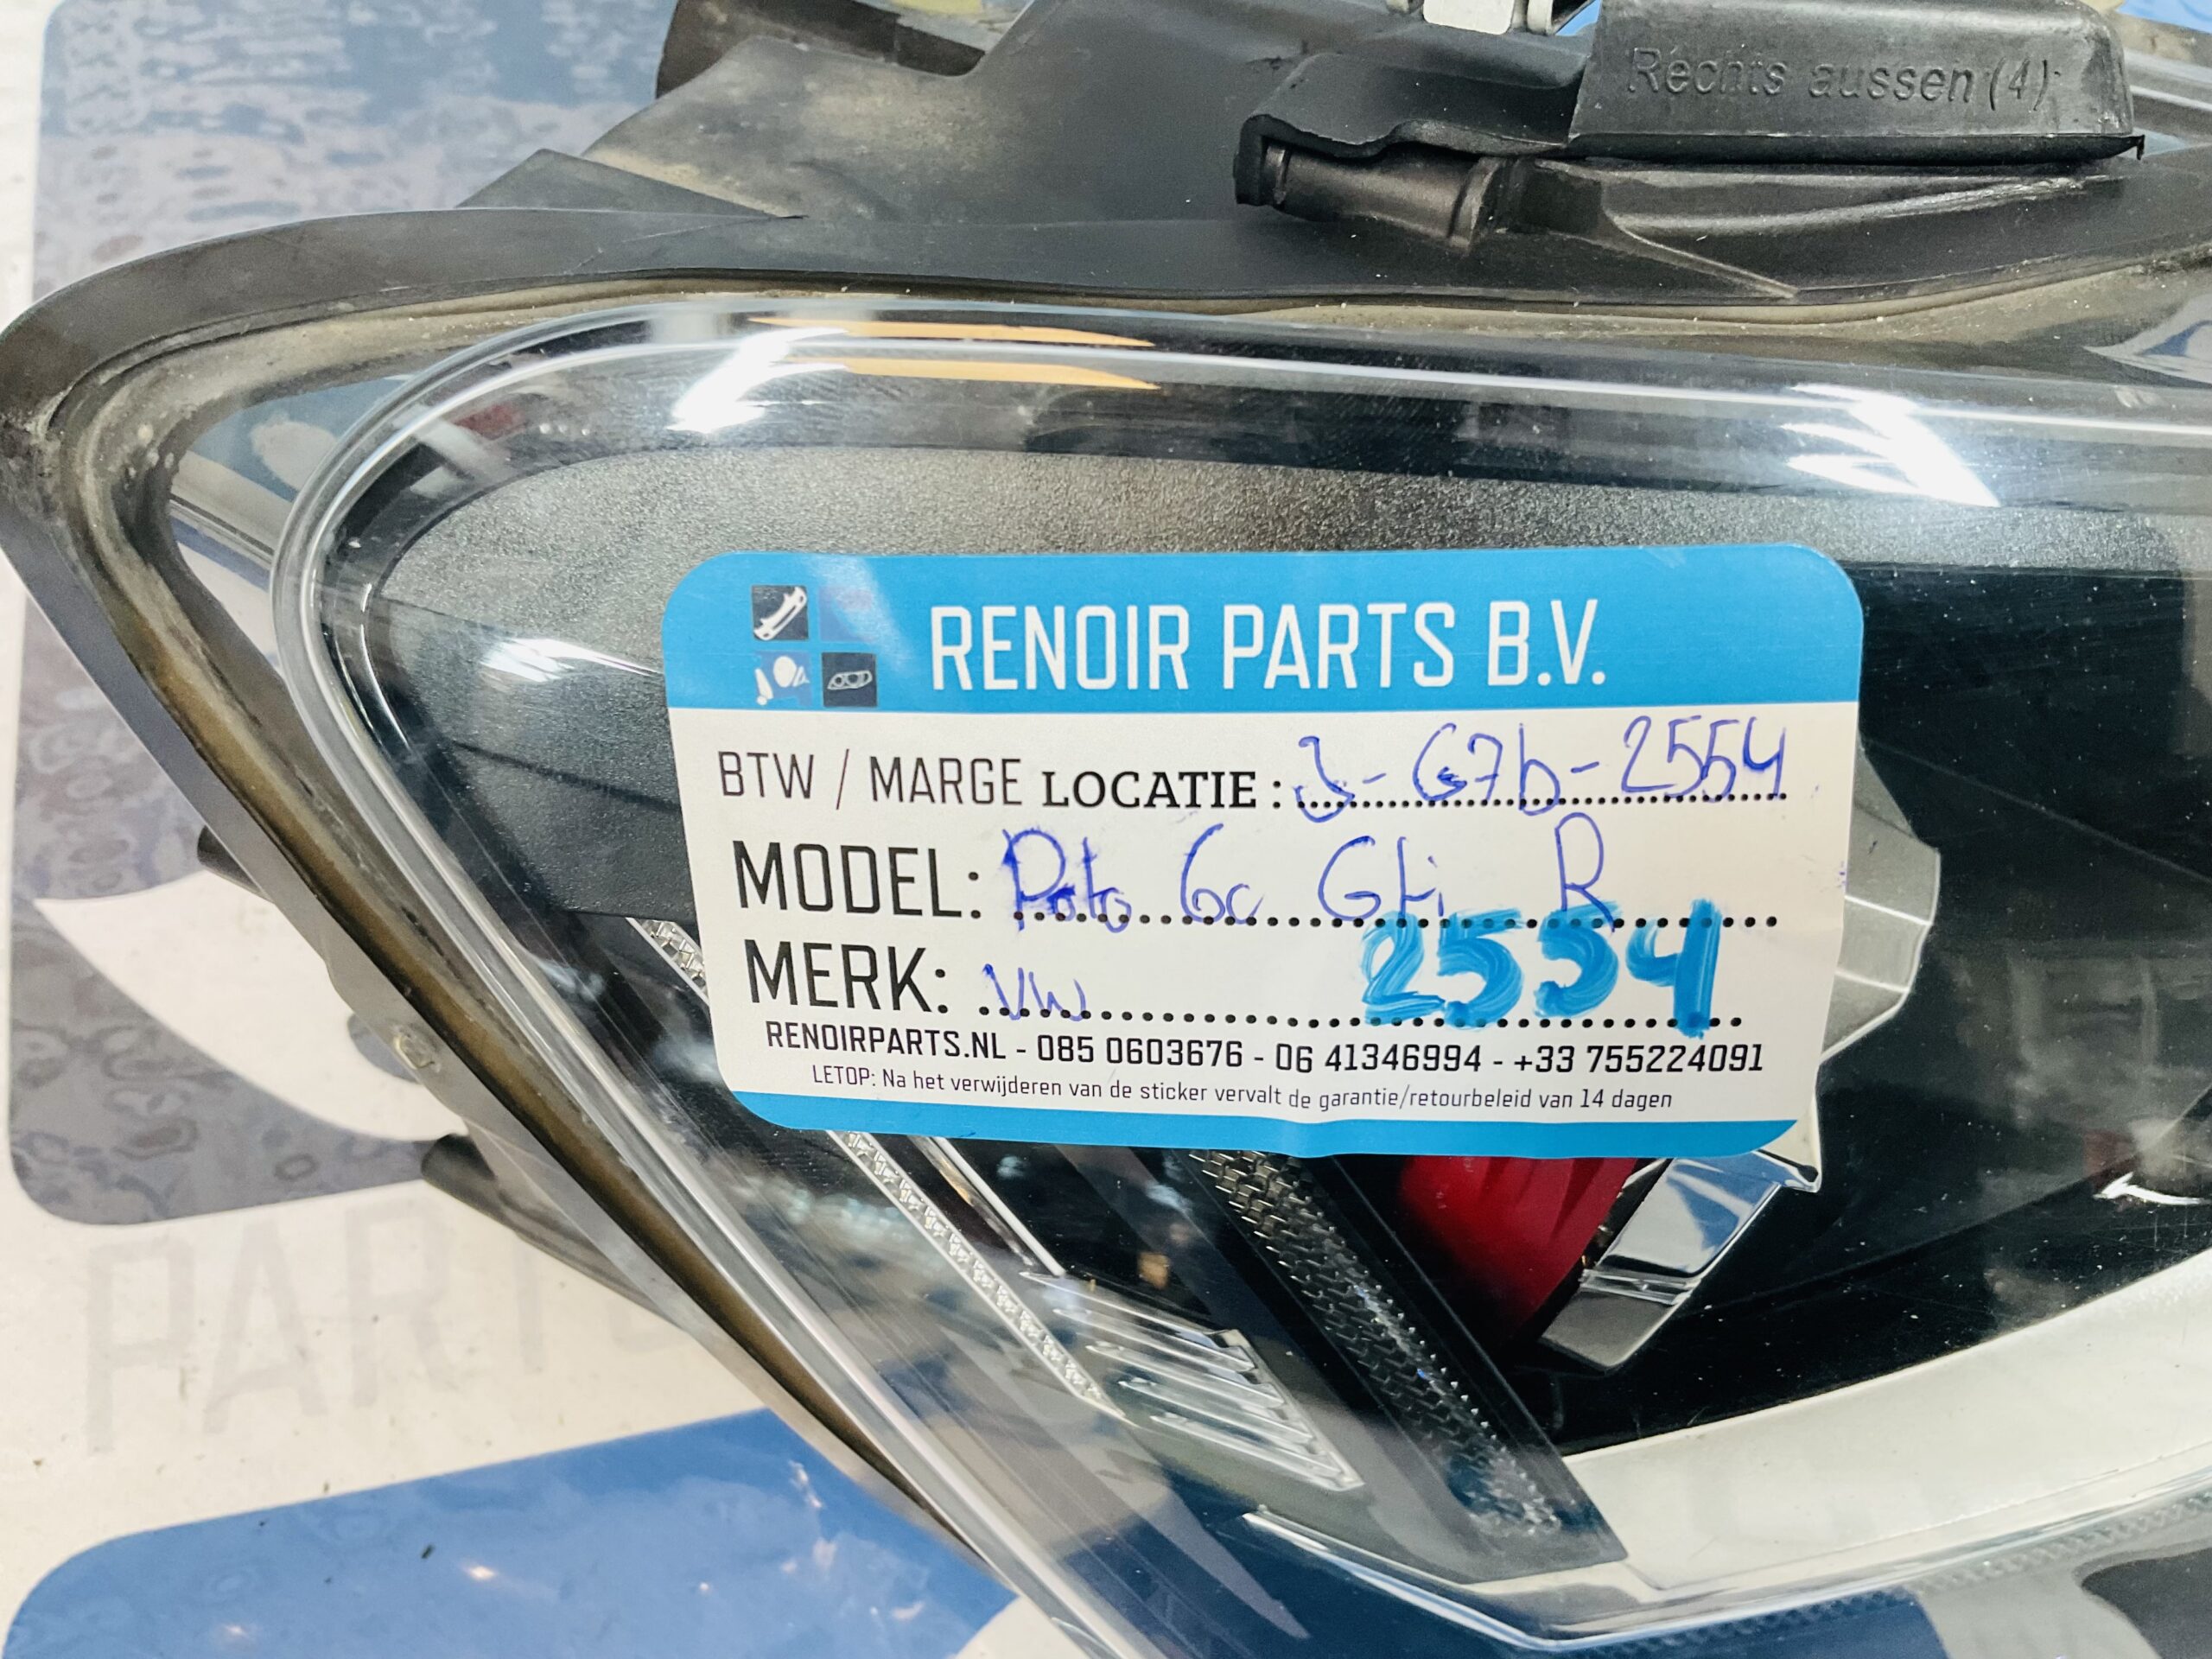 Rechts aussen (4)
RENOIR PARTS B.V.
BTW / MARGE LOCATIE: J-G7b-2554
MODEL: Polo 6c Gti R
2554
MERK: VW
RENOIRPARTS.NL - 085 0603676 - 06 41346994 - +33 755224091
LETOP: Na het verwijderen van de sticker vervalt de garantie/retourbeleid van 14 dagen
PARTS